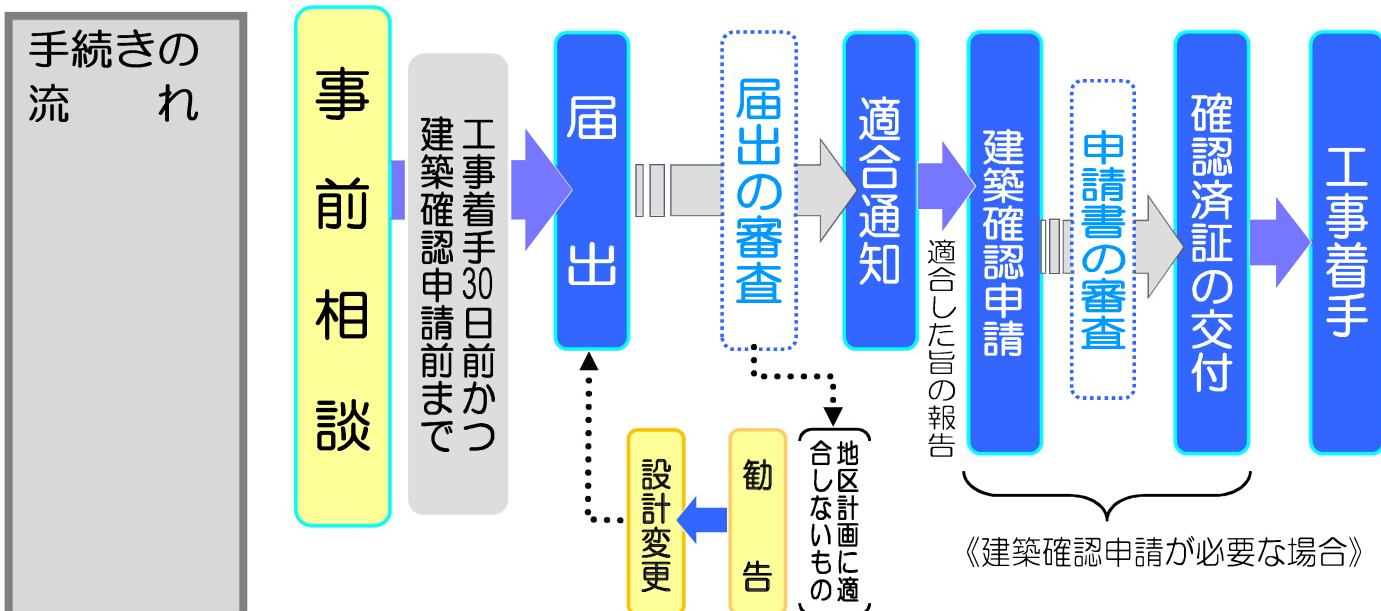 手続きの
流れ
事前相談
工事着手30日前かつ
建築確認申請前まで
届出
届出の審査
適合通知
適合した旨の報告
建築確認申請
申請書の審査
確認済証の交付
工事着手
地区計画に適
合しないもの
勧告
設計変更
《建築確認申請が必要な場合》